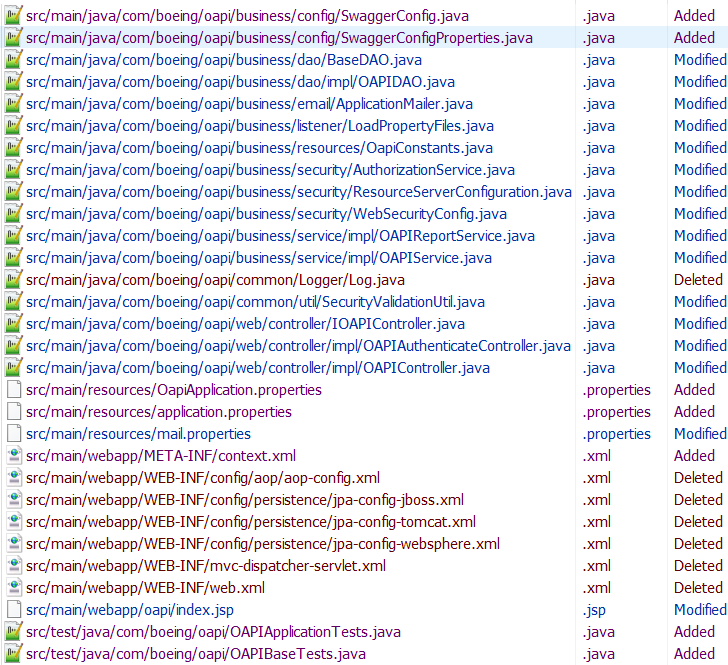 src/main/java/com/boeing/oapi/business/config/SwaggerConfig.java .java Added
src/main/java/com/boeing/oapi/business/config/SwaggerConfigProperties.java .java Added
src/main/java/com/boeing/oapi/business/dao/BaseDAO.java .java Modified
src/main/java/com/boeing/oapi/business/dao/impl/OAPIDAO.java .java Modified
src/main/java/com/boeing/oapi/business/email/ApplicationMailer.java .java Modified
src/main/java/com/boeing/oapi/business/listener/LoadPropertyFiles.java .java Modified
src/main/java/com/boeing/oapi/business/resources/OapiConstants.java .java Modified
src/main/java/com/boeing/oapi/business/security/AuthorizationService.java .java Modified
src/main/java/com/boeing/oapi/business/security/ResourceServerConfiguration.java .java Modified
src/main/java/com/boeing/oapi/business/security/WebSecurityConfig.java .java Modified
src/main/java/com/boeing/oapi/business/service/impl/OAPIReportService.java .java Modified
src/main/java/com/boeing/oapi/business/service/impl/OAPIService.java .java Modified
src/main/java/com/boeing/oapi/common/Logger/Log.java .java Deleted
src/main/java/com/boeing/oapi/common/util/SecurityValidationUtil.java .java Modified
src/main/java/com/boeing/oapi/web/controller/IOAPIController.java .java Modified
src/main/java/com/boeing/oapi/web/controller/impl/OAPIAuthenticateController.java .java Modified
src/main/java/com/boeing/oapi/web/controller/impl/OAPIController.java .java Modified
src/main/resources/OapiApplication.properties .properties Added
src/main/resources/application.properties .properties Added
src/main/resources/mail.properties .properties Modified
src/main/webapp/META-INF/context.xml .xml Added
src/main/webapp/WEB-INF/config/aop/aop-config.xml .xml Deleted
src/main/webapp/WEB-INF/config/persistence/jpa-config-jboss.xml .xml Deleted
src/main/webapp/WEB-INF/config/persistence/jpa-config-tomcat.xml .xml Deleted
src/main/webapp/WEB-INF/config/persistence/jpa-config-websphere.xml .xml Deleted
src/main/webapp/WEB-INF/mvc-dispatcher-servlet.xml .xml Deleted
src/main/webapp/WEB-INF/web.xml .xml Deleted
src/main/webapp/oapi/index.jsp .jsp Modified
src/test/java/com/boeing/oapi/OAPIApplicationTests.java .java Added
src/test/java/com/boeing/oapi/OAPIBaseTests.java .java Added